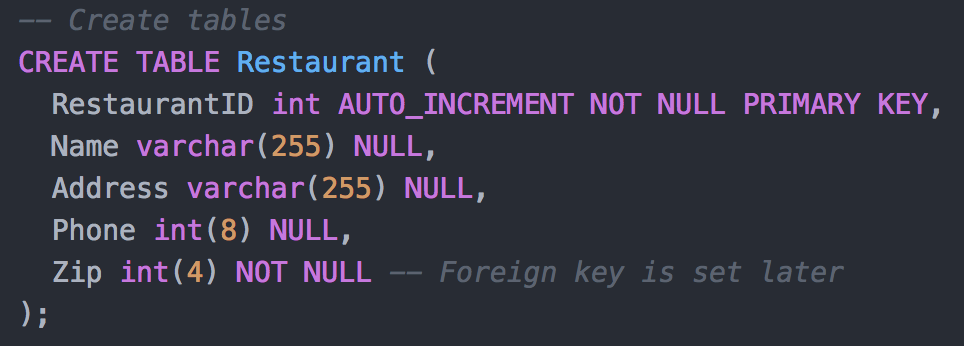 -- Create tables
CREATE TABLE Restaurant (
  RestaurantID int AUTO_INCREMENT NOT NULL PRIMARY KEY,
  Name varchar(255) NULL,
  Address varchar(255) NULL,
  Phone int(8) NULL,
  Zip int(4) NOT NULL -- Foreign key is set later
);